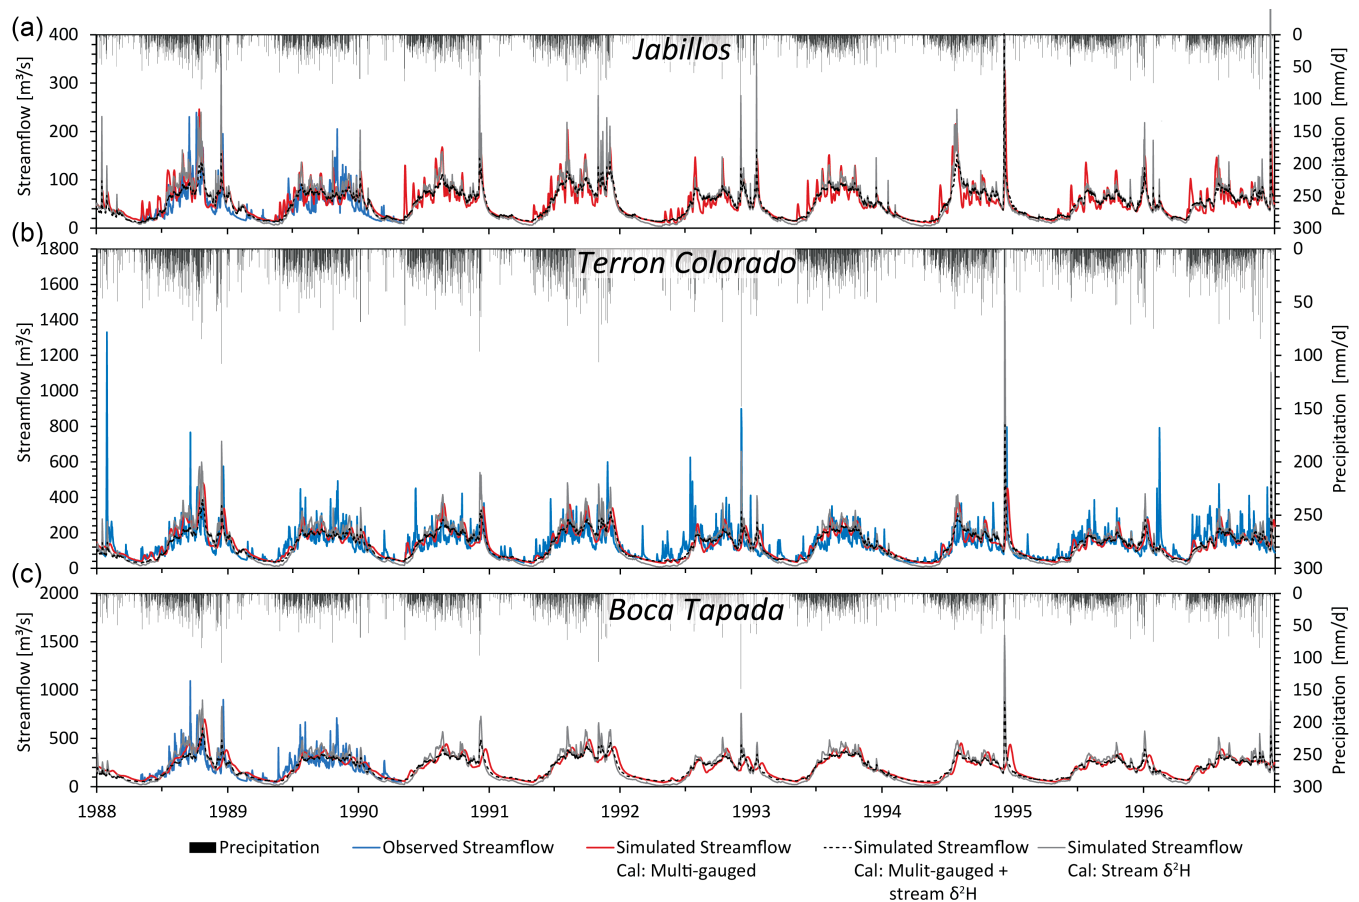 (a)
Jabillos
Streamflow [m³/s]
400
300
200
100
0
Precipitation [mm/d]
0
50
100
150
200
250
300
(b)
Terron Colorado
Streamflow [m³/s]
1800
1600
1400
1200
1000
800
600
400
200
0
Precipitation [mm/d]
0
50
100
150
200
250
300
(c)
Boca Tapada
Streamflow [m³/s]
2000
1500
1000
500
0
Precipitation [mm/d]
0
50
100
150
200
250
300
1988 1989 1990 1991 1992 1993 1994 1995 1996
Precipitation
Observed Streamflow
Simulated Streamflow
Cal: Multi-gauged
Simulated Streamflow
Cal: Mulit-gauged +
stream δ²H
Simulated Streamflow
Cal: Stream δ²H